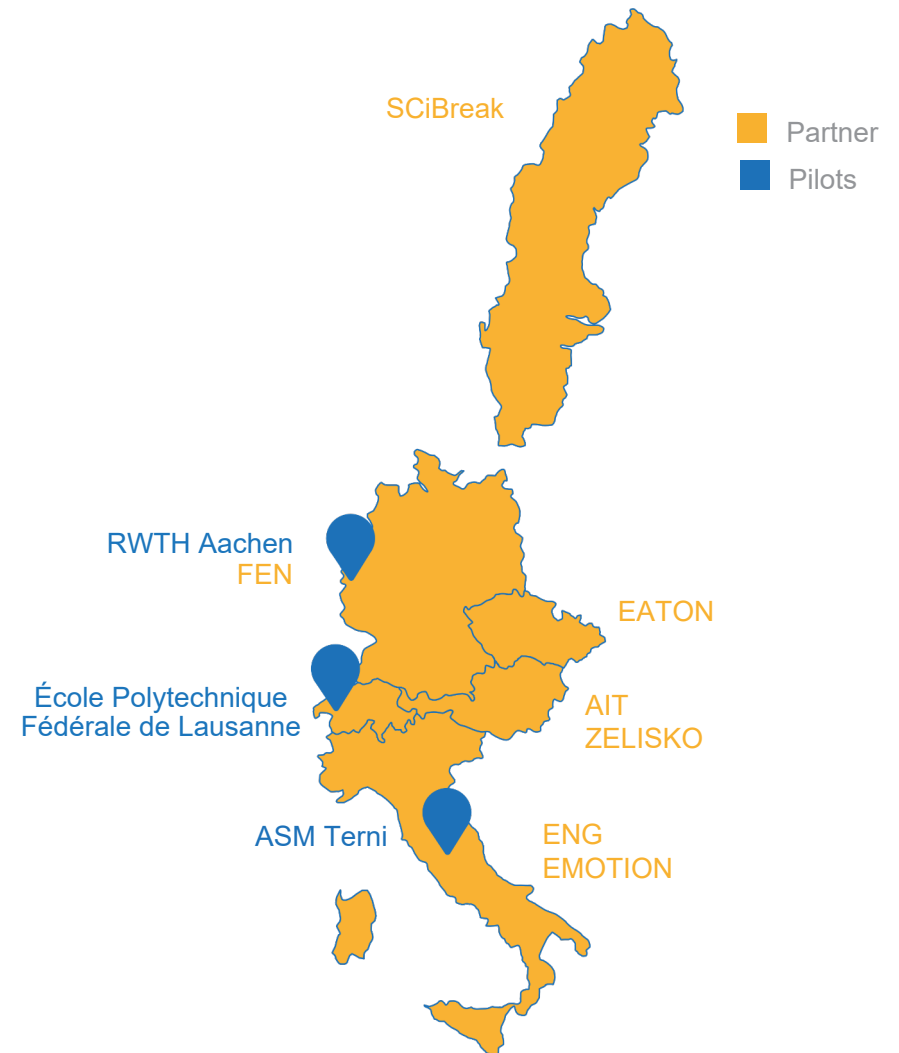 SCiBreak
Partner
Pilots
RWTH Aachen
FEN
EATON
École Polytechnique
Fédérale de Lausanne
AIT
ZELISKO
ASM Terni
ENG
EMOTION